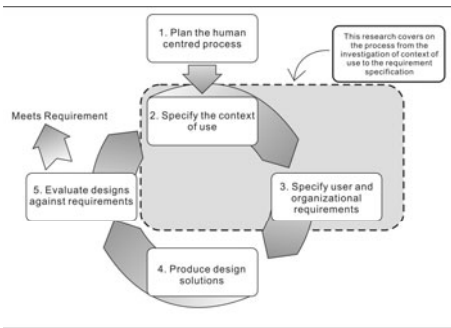 1. Plan the human
centred process
This research covers on
the process from the
investigation of context of
use to the requirement
specification
2. Specify the context
of use
Meets Requirement
5. Evaluate designs
against requirements
3. Specify user and
organizational
requirements
4. Produce design
solutions